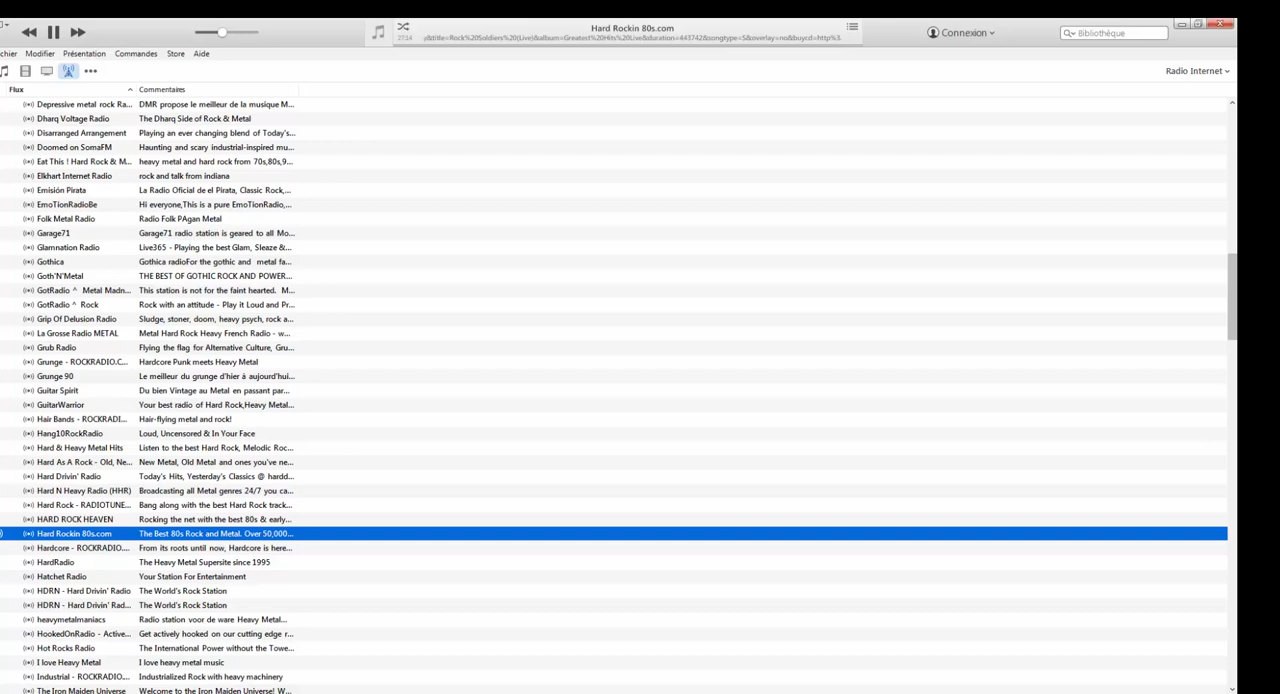 Hard Rockin 80s.com
Connexion
Bibliothèque
27:14
y&title=Rock%20Soldiers%20(Live)&album=Greatest%20Hits%20Live&duration=443742&songtype=S&overlay=no&buycd=http%3.
chier Modifier Présentation Commandes Store Aide
Radio Internet
Flux Commentaires
Depressive metal rock Ra... DMR propose le meilleur de la musique M...
Dharq Voltage Radio The Dharq Side of Rock & Metal
Disarranged Arrangement Playing an ever changing blend of Today's...
Doomed on SomaFM Haunting and scary industrial-inspired mu...
Eat This ! Hard Rock & M... heavy metal and hard rock from 70s,80s,9...
Elkhart Internet Radio rock and talk from indiana
Emisión Pirata La Radio Oficial de el Pirata, Classic Rock,...
EmoTionRadioBe Hi everyone,This is a pure EmoTionRadio,...
Folk Metal Radio Radio Folk PAgan Metal
Garage71 Garage71 radio station is geared to all Mo...
Glamnation Radio Live365 - Playing the best Glam, Sleaze &...
Gothica Gothica radioFor the gothic and metal fa...
Goth'N'Metal THE BEST OF GOTHIC ROCK AND POWER...
GotRadio ^ Metal Madn... This station is not for the faint hearted. M...
GotRadio ^ Rock Rock with an attitude - Play it Loud and Pr...
Grip Of Delusion Radio Sludge, stoner, doom, heavy psych, rock a...
La Grosse Radio METAL Metal Hard Rock Heavy French Radio - w...
Grub Radio Flying the flag for Alternative Culture, Gru...
Grunge - ROCKRADIO.C... Hardcore Punk meets Heavy Metal
Grunge 90 Le meilleur du grunge d'hier à aujourd'hui...
Guitar Spirit Du bien Vintage au Metal en passant par...
GuitarWarrior Your best radio of Hard Rock,Heavy Metal...
Hair Bands - ROCKRADI... Hair-flying metal and rock!
Hang10RockRadio Loud, Uncensored & In Your Face
Hard & Heavy Metal Hits Listen to the best Hard Rock, Melodic Roc...
Hard As A Rock - Old, Ne... New Metal, Old Metal and ones you've ne...
Hard Drivin' Radio Today's Hits, Yesterday's Classics @ hardd...
Hard N Heavy Radio (HHR) Broadcasting all Metal genres 24/7 you ca...
Hard Rock - RADIOTUNE... Bang along with the best Hard Rock track...
HARD ROCK HEAVEN Rocking the net with the best 80s & early...
Hard Rockin 80s.com The Best 80s Rock and Metal. Over 50,000...
Hardcore - ROCKRADIO.... From its roots until now, Hardcore is here...
HardRadio The Heavy Metal Supersite since 1995
Hatchet Radio Your Station For Entertainment
HDRN - Hard Drivin' Radio The World's Rock Station
HDRN - Hard Drivin' Rad... The World's Rock Station
heavymetalmaniacs Radio station voor de ware Heavy Metal...
HookedOnRadio - Active... Get actively hooked on our cutting edge r...
Hot Rocks Radio The International Power without the Towe...
I love Heavy Metal I love heavy metal music
Industrial - ROCKRADIO.... Industrialized Rock with heavy machinery
The Iron Maiden Universe Welcome to the Iron Maiden Universe! W...